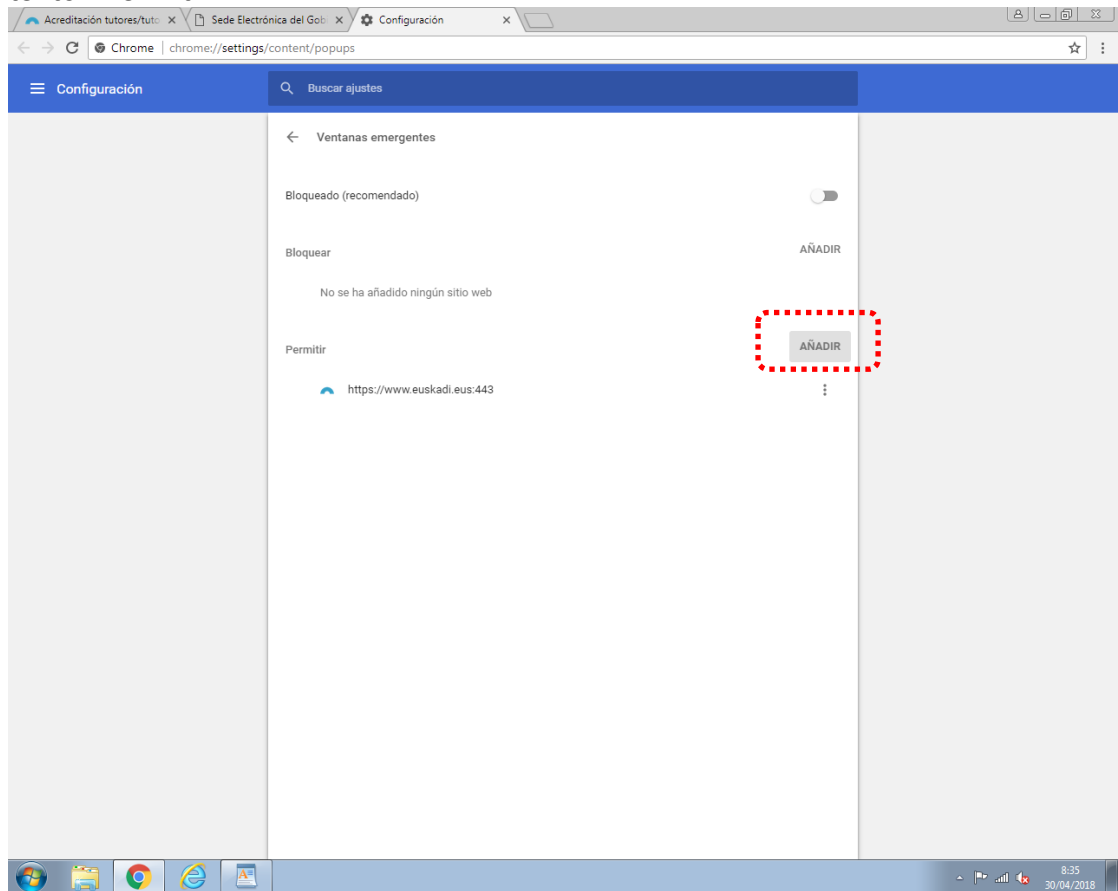 Acreditación tutores/tuto
Sede Electrónica del Gobi
Configuración
Chrome | chrome://settings/content/popups
Configuración
Buscar ajustes
Ventanas emergentes
Bloqueado (recomendado)
Bloquear
AÑADIR
No se ha añadido ningún sitio web
Permitir
AÑADIR
https://www.euskadi.eus:443
8:35
30/04/2018